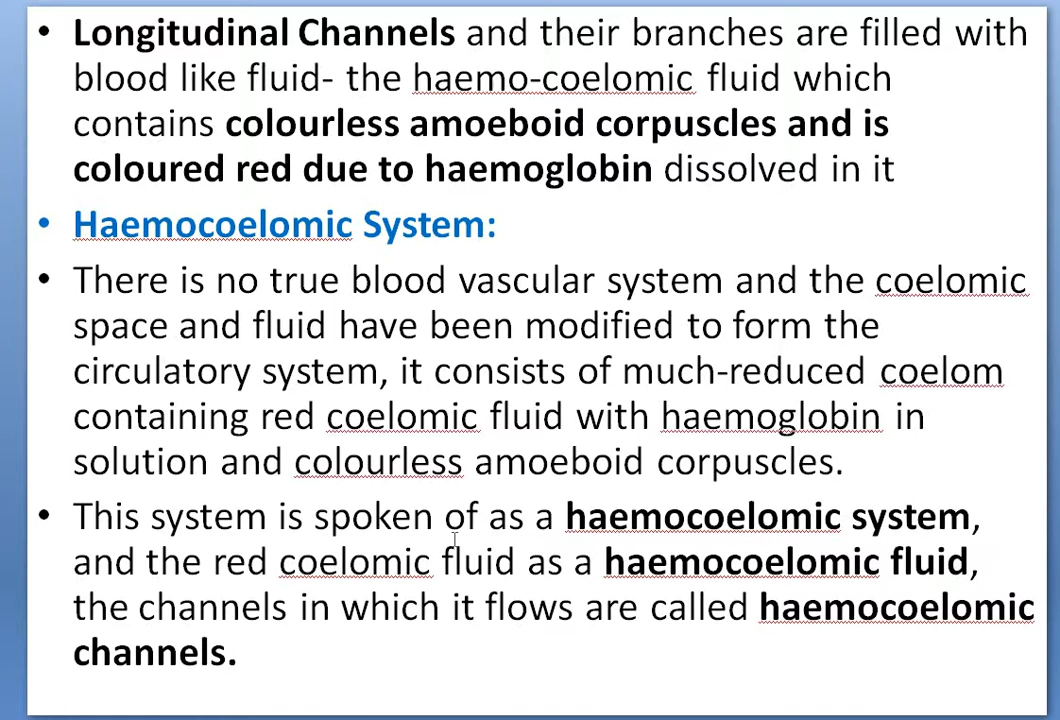 • Longitudinal Channels and their branches are filled with
blood like fluid- the haemo-coelomic fluid which
contains colourless amoeboid corpuscles and is
coloured red due to haemoglobin dissolved in it
• Haemocoelomic System:
• There is no true blood vascular system and the coelomic
space and fluid have been modified to form the
circulatory system, it consists of much-reduced coelom
containing red coelomic fluid with haemoglobin in
solution and colourless amoeboid corpuscles.
• This system is spoken of as a haemocoelomic system,
and the red coelomic fluid as a haemocoelomic fluid,
the channels in which it flows are called haemocoelomic
channels.